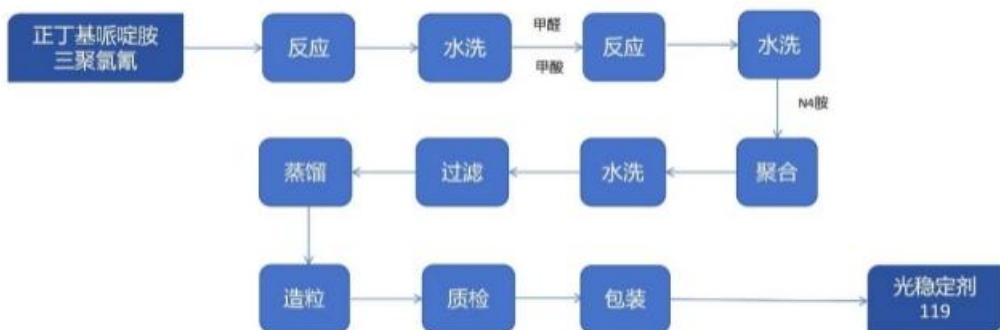 正丁基哌啶胺
三聚氯氰
反应
水洗
甲醛
甲酸
反应
水洗
N4胺
聚合
水洗
过滤
蒸馏
造粒
质检
包装
光稳定剂
119